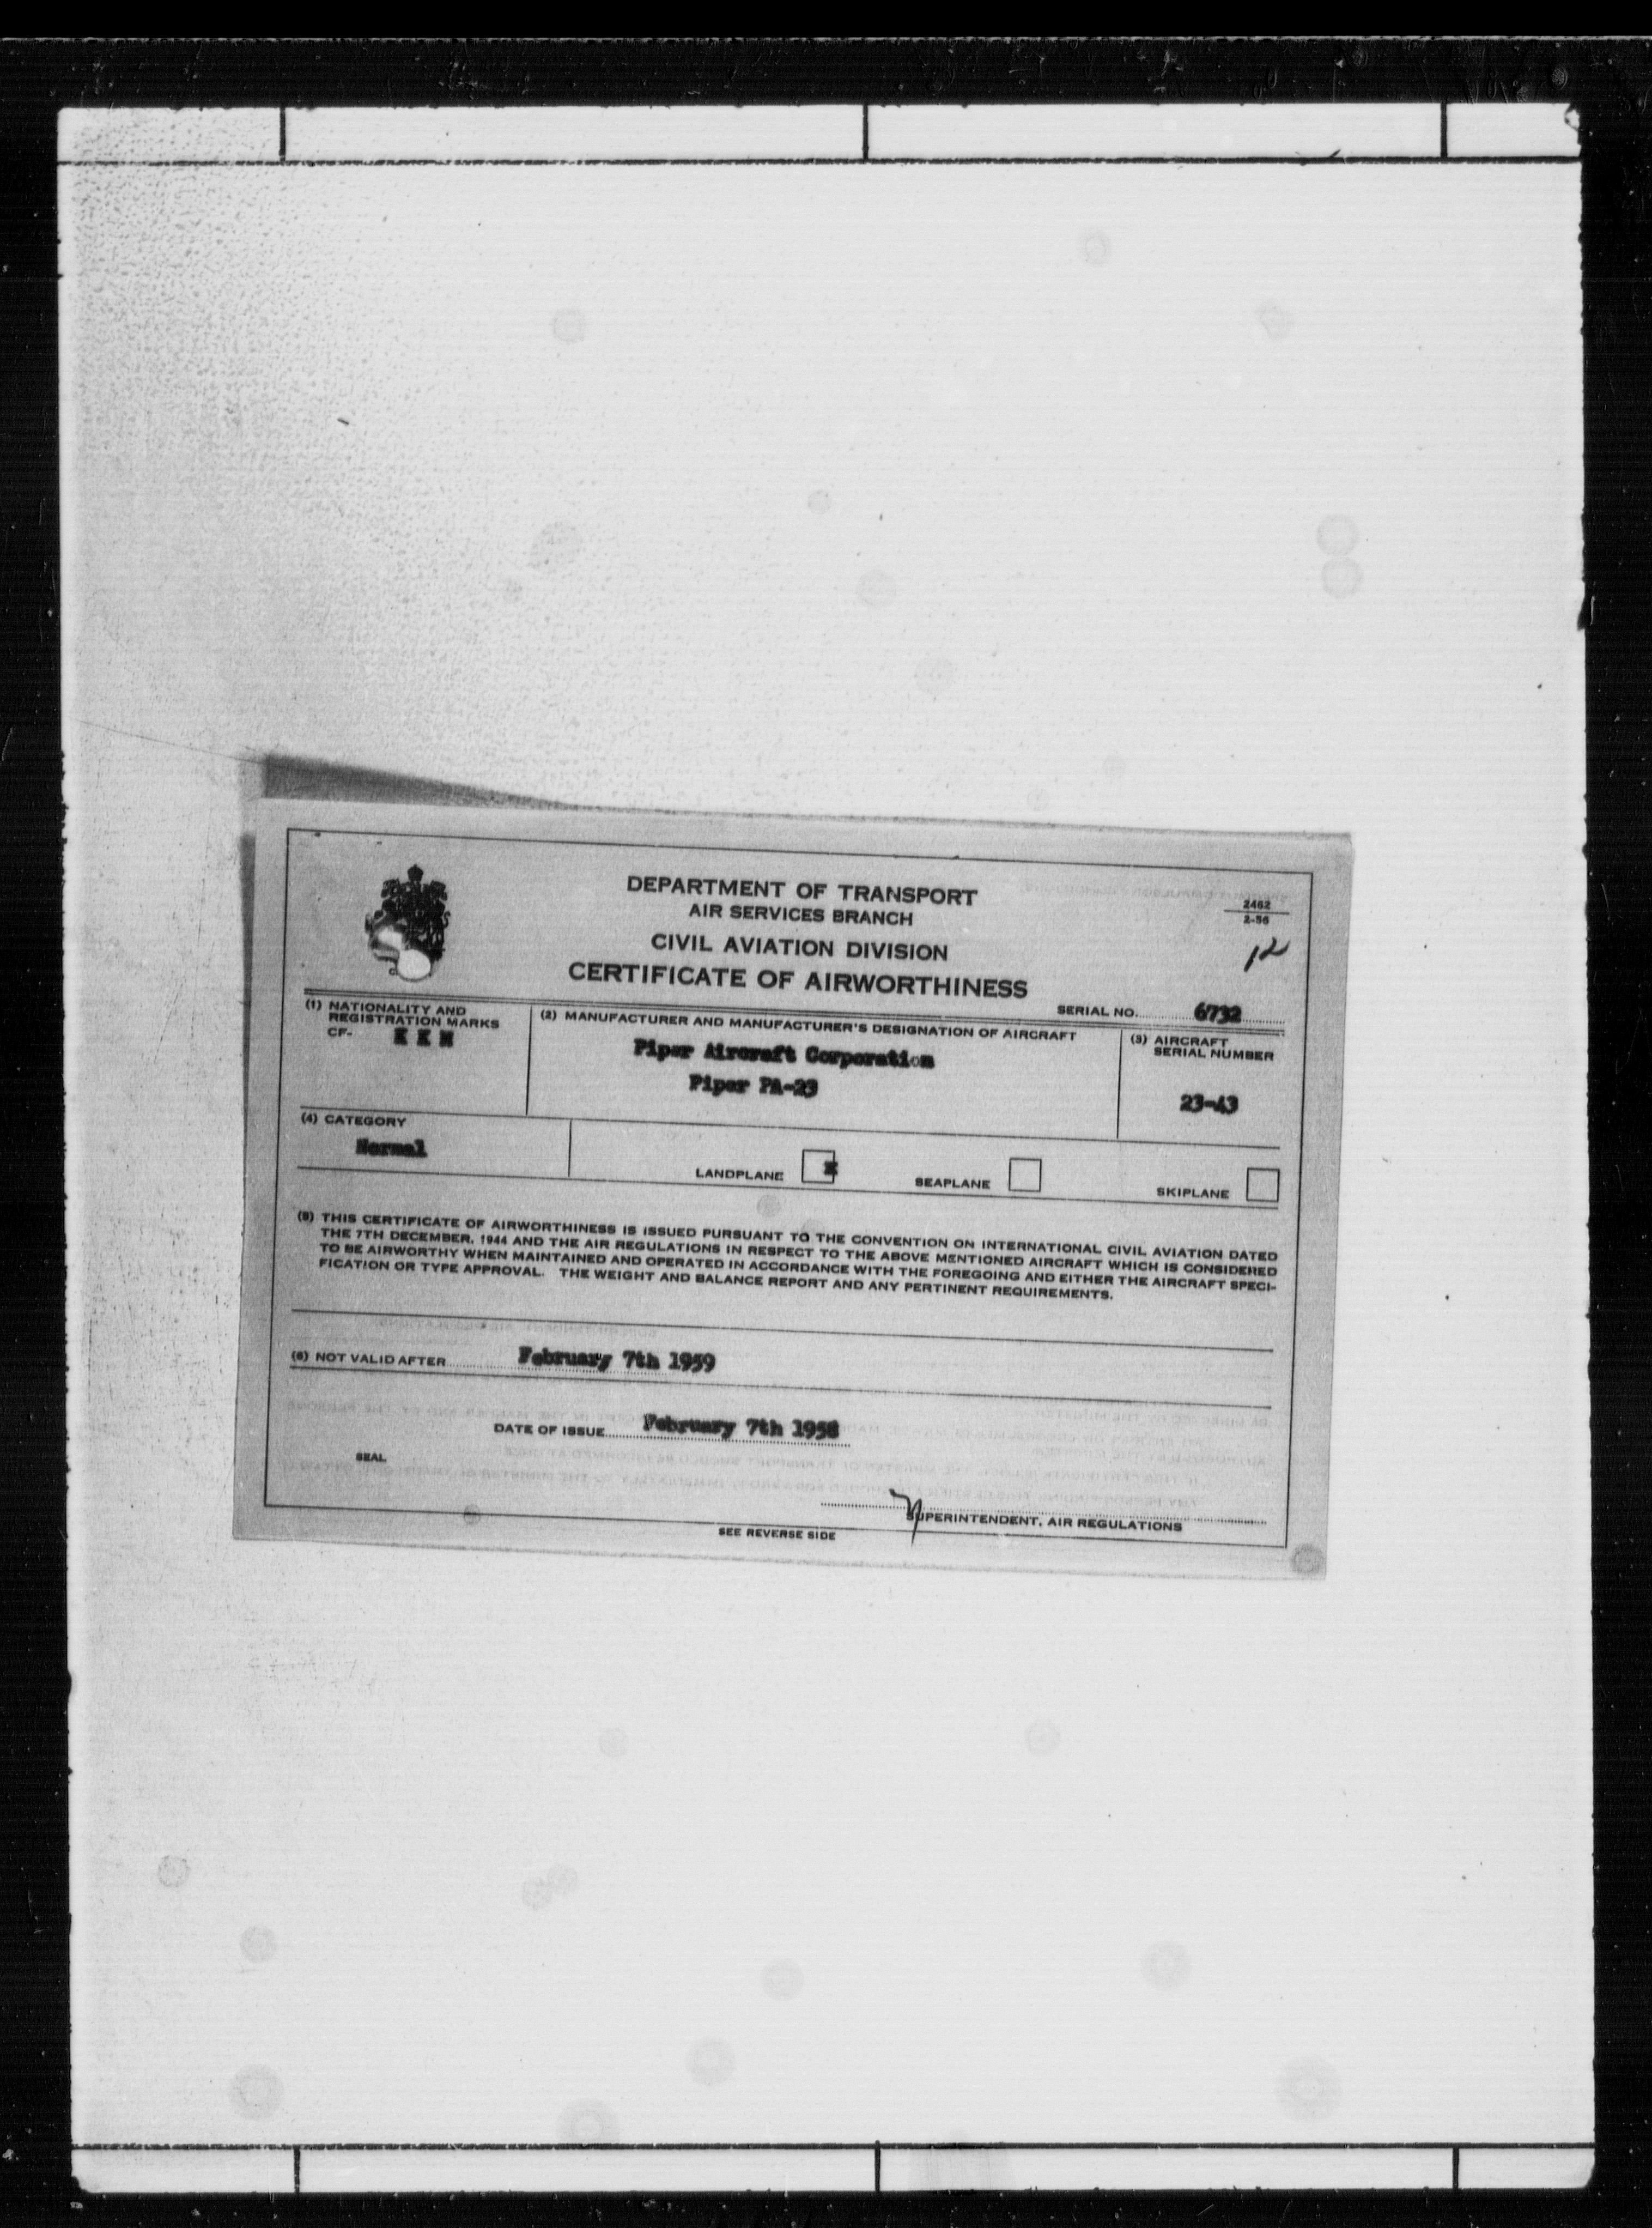 DEPARTMENT OF TRANSPORT
AIR SERVICES BRANCH
CIVIL AVIATION DIVISION
CERTIFICATE OF AIRWORTHINESS
2462
2-56
12
SERIAL NO. 6732
(1) NATIONALITY AND
REGISTRATION MARKS
CF-
(2) MANUFACTURER AND MANUFACTURER'S DESIGNATION OF AIRCRAFT
Piper Aircraft Corporation
Piper PA-23
(3) AIRCRAFT
SERIAL NUMBER
23-43
(4) CATEGORY
Normal
LANDPLANE x SEAPLANE SKIPLANE
(5) THIS CERTIFICATE OF AIRWORTHINESS IS ISSUED PURSUANT TO THE CONVENTION ON INTERNATIONAL CIVIL AVIATION DATED
THE 7TH DECEMBER, 1944 AND THE AIR REGULATIONS IN RESPECT TO THE ABOVE MENTIONED AIRCRAFT WHICH IS CONSIDERED
TO BE AIRWORTHY WHEN MAINTAINED AND OPERATED IN ACCORDANCE WITH THE FOREGOING AND EITHER THE AIRCRAFT SPECI-
FICATION OR TYPE APPROVAL. THE WEIGHT AND BALANCE REPORT AND ANY PERTINENT REQUIREMENTS.
(6) NOT VALID AFTER February 7th 1959
DATE OF ISSUE February 7th 1958
SEAL
SUPERINTENDENT, AIR REGULATIONS
SEE REVERSE SIDE